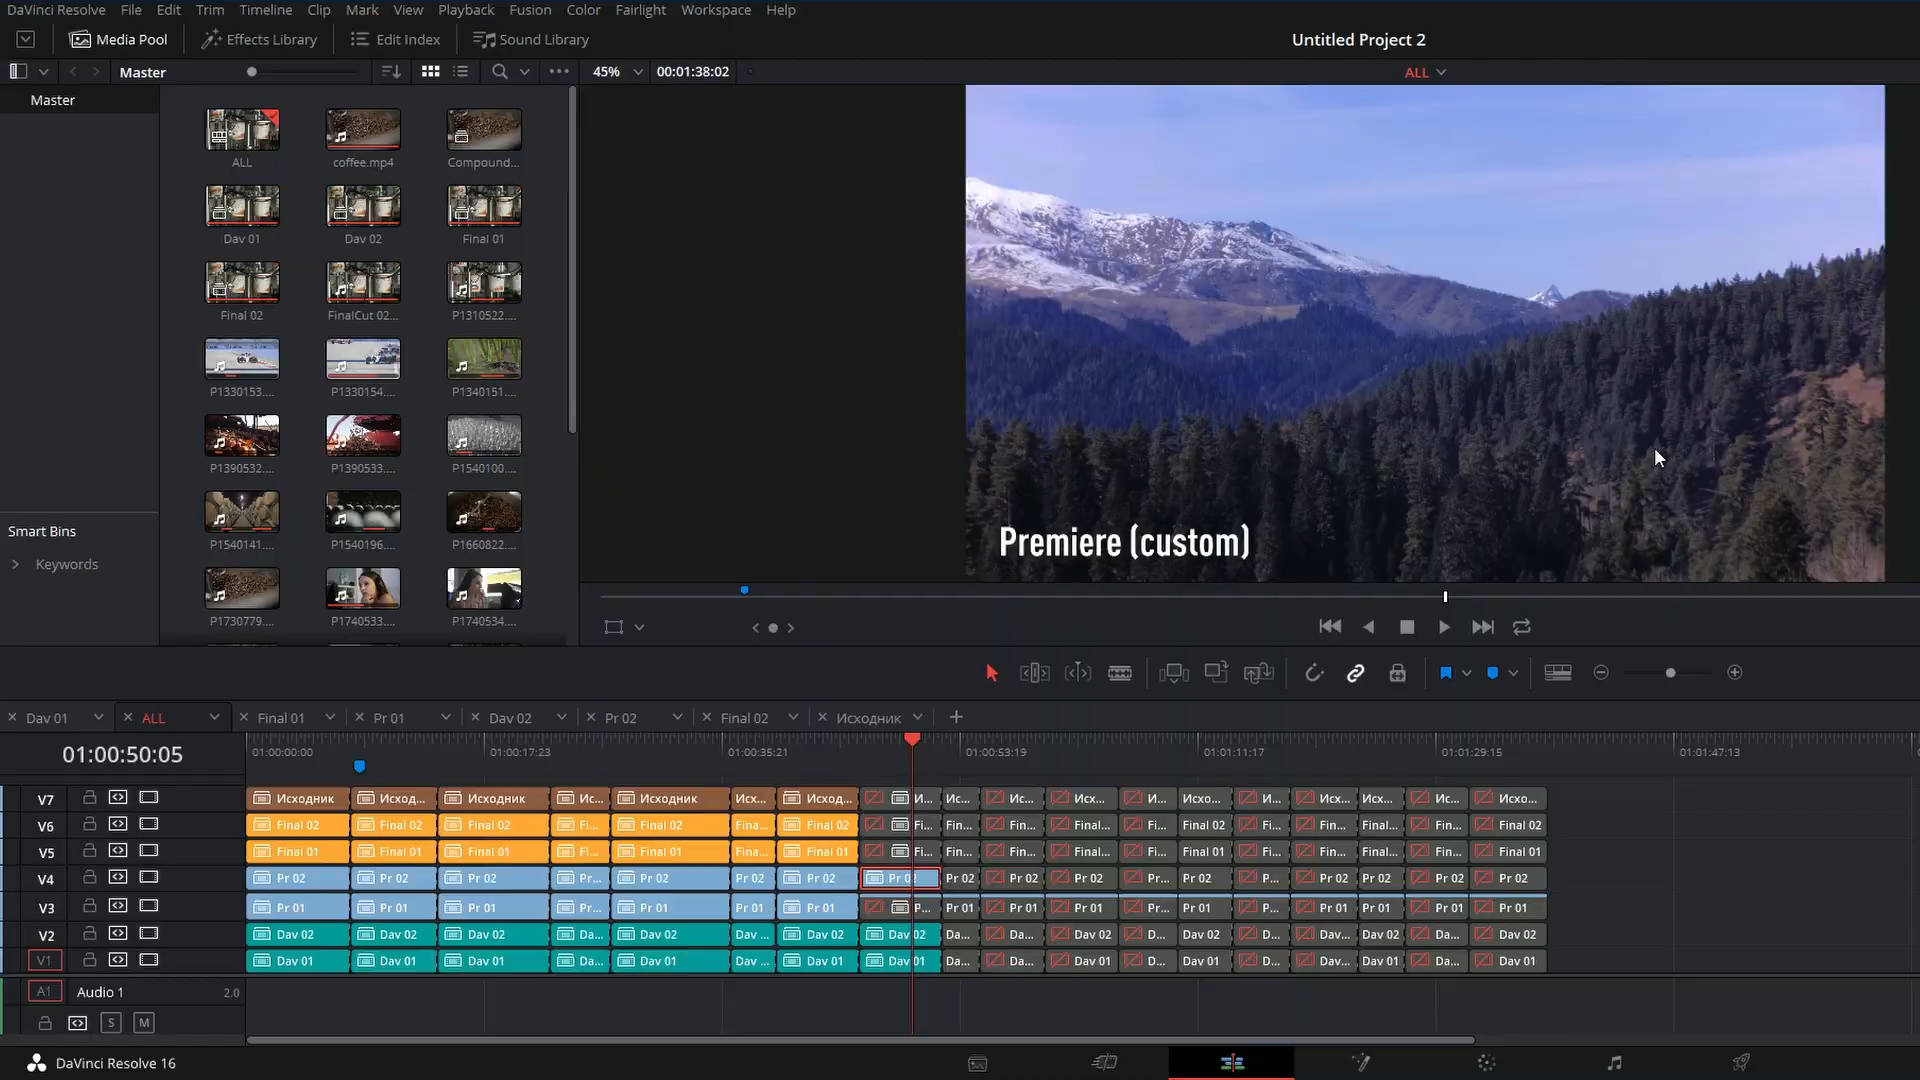 DaVinci Resolve File Edit Trim Timeline Clip Mark View Playback Fusion Color Fairlight Workspace Help
Media Pool Effects Library Edit Index Sound Library Untitled Project 2
Master 45% 00:01:38:02 ALL
Master
ALL coffee.mp4 Compound...
Dav 01 Dav 02 Final 01
Final 02 FinalCut 02... P1310522....
P1330153.... P1330154.... P1340151....
P1390532.... P1390533.... P1540100....
P1540141.... P1540196.... P1660822....
P1730779.... P1740533.... P1740534....
Smart Bins
Keywords
Premiere (custom)
Dav 01 ALL Final 01 Pr 01 Dav 02 Pr 02 Final 02 Исходник
01:00:50:05 01:00:00:00 01:00:17:23 01:00:35:21 01:00:53:19 01:01:11:17 01:01:29:15 01:01:47:13
V7 Исходник Исход... Исходник Ис... Исходник Исх... Исход... И... Ис... Ис... Исх... И... Исхо... И... Исх... Исх... Ис... Исхо...
V6 Final 02 Final 02 Final 02 Fi... Final 02 Fina... Final 02 Fi... Fin... Fin... Final... Fi... Final 02 Fi... Fin... Final... Fin... Final 02
V5 Final 01 Final 01 Final 01 Fi... Final 01 Fina... Final 01 Fi... Fin... Fin... Final... Fi... Final 01 Fi... Fin... Final... Fin... Final 01
V4 Pr 02 Pr 02 Pr 02 Pr... Pr 02 Pr 02 Pr 02 Pr 02 Pr 02 Pr 02 Pr 02 Pr... Pr 02 P... Pr 02 Pr 02 Pr 02 Pr 02
V3 Pr 01 Pr 01 Pr 01 Pr... Pr 01 Pr 01 Pr 01 P... Pr 01 Pr 01 Pr 01 Pr... Pr 01 P... Pr 01 Pr 01 Pr 01 Pr 01
V2 Dav 02 Dav 02 Dav 02 Da... Dav 02 Dav ... Dav 02 Dav 02 Da... Da... Dav 02 D... Dav 02 Da... Dav... Dav 02 Da... Dav 02
V1 Dav 01 Dav 01 Dav 01 Da... Dav 01 Dav ... Dav 01 Dav 01 Da... Da... Dav 01 D... Dav 01 Da... Dav... Dav 01 Da... Dav 01
A1 Audio 1 2.0
S M
DaVinci Resolve 16